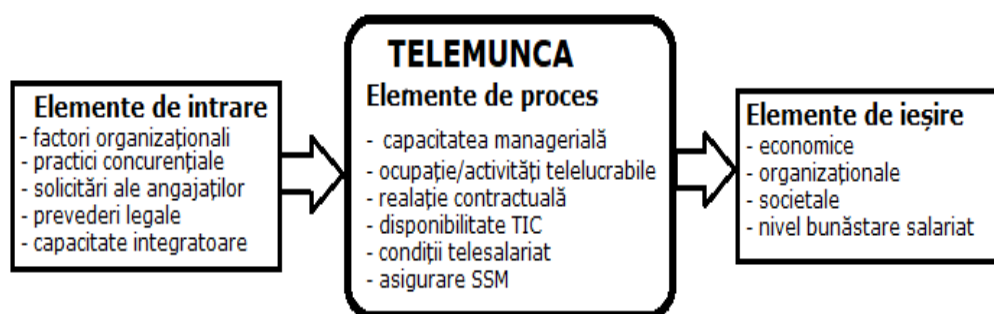 Elemente de intrare
- factori organizaționali
- practici concurențiale
- solicitări ale angajaților
- prevederi legale
- capacitate integratoare
TELEMUNCA
Elemente de proces
- capacitatea managerială
- ocupație/activități telelucrabile
- realație contractuală
- disponibilitate TIC
- condiții telesalariat
- asigurare SSM
Elemente de ieșire
- economice
- organizaționale
- societale
- nivel bunăstare salariat